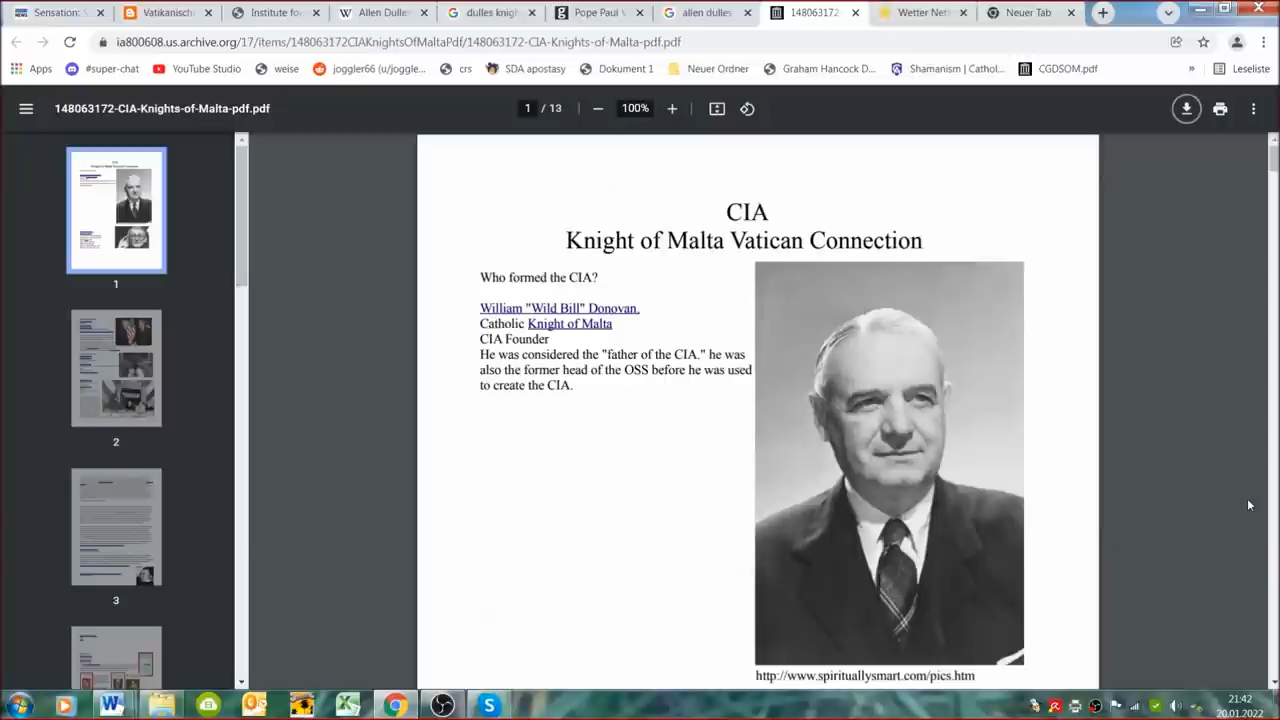 Sensation: S
Vatikanisch
Institute fo
Allen Dulle
dulles knigh
Pope Paul V
allen dulles
148063172-
Wetter Net
Neuer Tab
ia800608.us.archive.org/17/items/148063172CIAKnightsOfMaltaPdf/148063172-CIA-Knights-of-Malta-pdf.pdf
Apps
#super-chat
YouTube Studio
weise
joggler66 (u/joggle...
crs
SDA apostasy
Dokument 1
Neuer Ordner
Graham Hancock D...
Shamanism | Cathol...
CGDSOM.pdf
»
Leseliste
148063172-CIA-Knights-of-Malta-pdf.pdf
1 / 13
100%
CIA
Knight of Malta Vatican Connection
Who formed the CIA?
William "Wild Bill" Donovan.
Catholic Knight of Malta
CIA Founder
He was considered the "father of the CIA." he was
also the former head of the OSS before he was used
to create the CIA.
http://www.spirituallysmart.com/pics.htm
1
2
3
21:42
20.01.2022